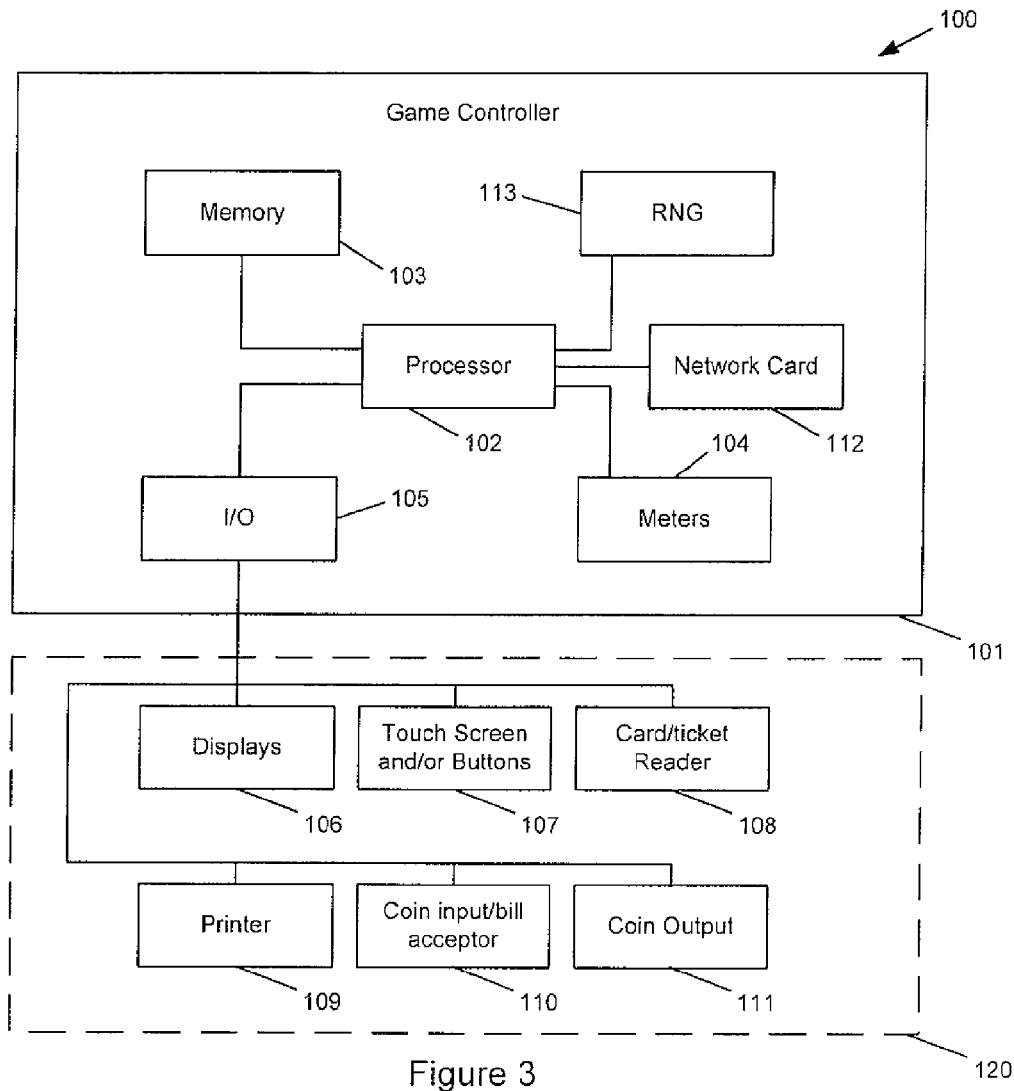 100
Game Controller
Memory
113
RNG
103
Processor
Network Card
102
104
112
I/O
105
Meters
101
Displays
Touch Screen
and/or Buttons
Card/ticket
Reader
106
107
108
Printer
Coin input/bill
acceptor
Coin Output
109
110
111
120
Figure 3